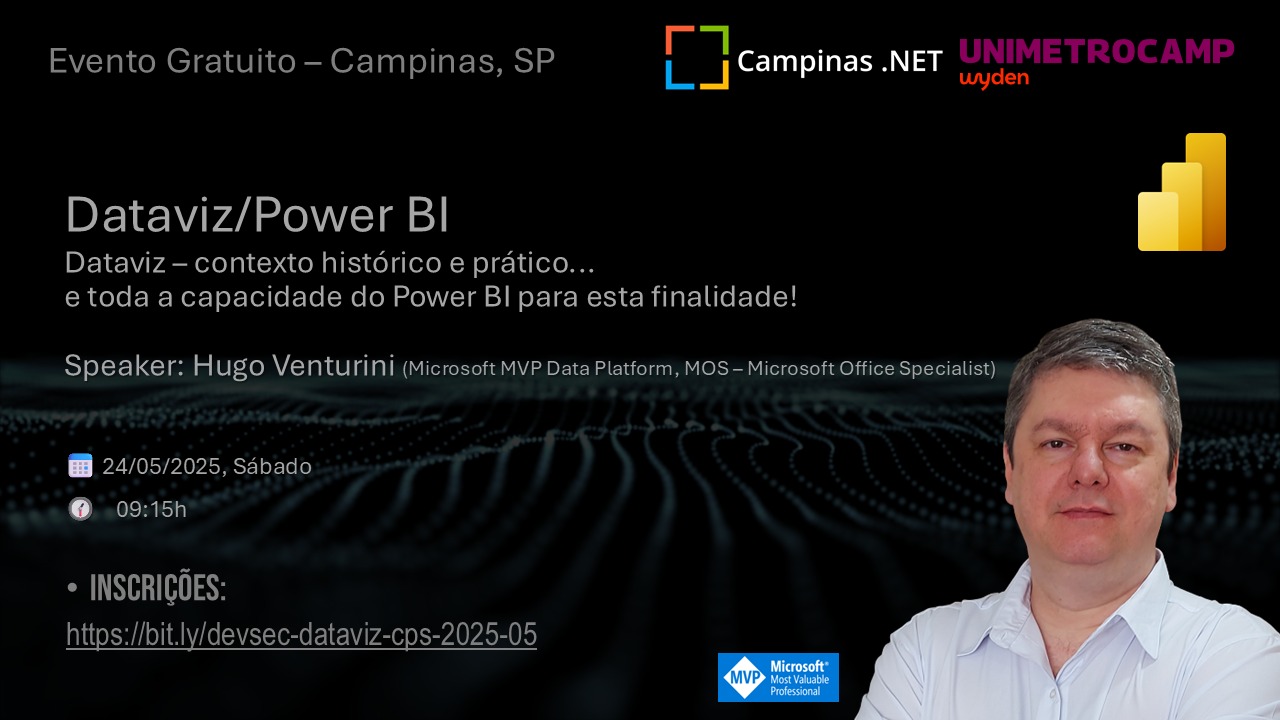 Evento Gratuito – Campinas, SP
Campinas .NET
UNIMETROCAMP
wyden
Dataviz/Power BI
Dataviz – contexto histórico e prático...
e toda a capacidade do Power BI para esta finalidade!
Speaker: Hugo Venturini (Microsoft MVP Data Platform, MOS – Microsoft Office Specialist)
24/05/2025, Sábado
09:15h
• INSCRIÇÕES:
https://bit.ly/devsec-dataviz-cps-2025-05
MVP
Microsoft®
Most Valuable
Professional